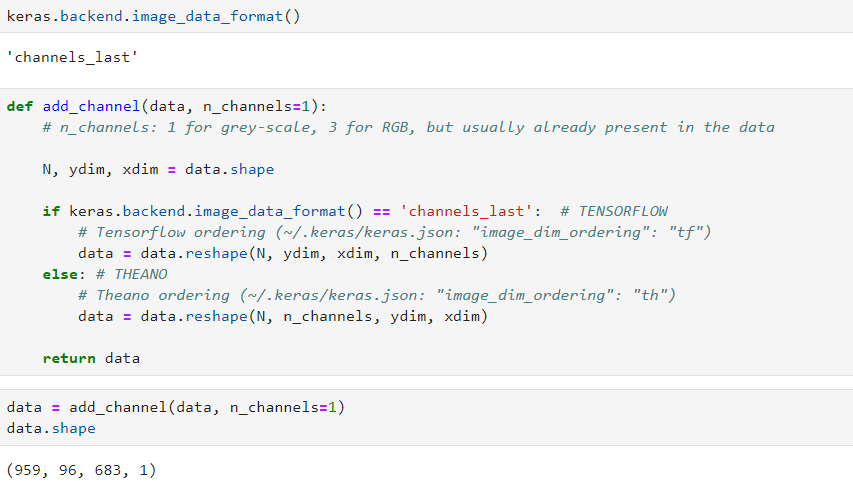 keras.backend.image_data_format()
'channels_last'
def add_channel(data, n_channels=1):
    # n_channels: 1 for grey-scale, 3 for RGB, but usually already present in the data
    N, ydim, xdim = data.shape
    if keras.backend.image_data_format() == 'channels_last':  # TENSORFLOW
        # Tensorflow ordering (~/.keras/keras.json: "image_dim_ordering": "tf")
        data = data.reshape(N, ydim, xdim, n_channels)
    else: # THEANO
        # Theano ordering (~/.keras/keras.json: "image_dim_ordering": "th")
        data = data.reshape(N, n_channels, ydim, xdim)
    return data
data = add_channel(data, n_channels=1)
data.shape
(959, 96, 683, 1)